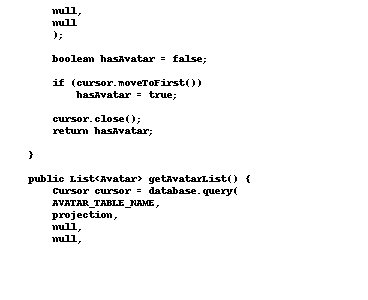 null,
null
);
boolean hasAvatar = false;
if (cursor.moveToFirst())
hasAvatar = true;
cursor.close();
return hasAvatar;
}
public List<Avatar> getAvatarList() {
Cursor cursor = database.query(
AVATAR_TABLE_NAME,
projection,
null,
null,